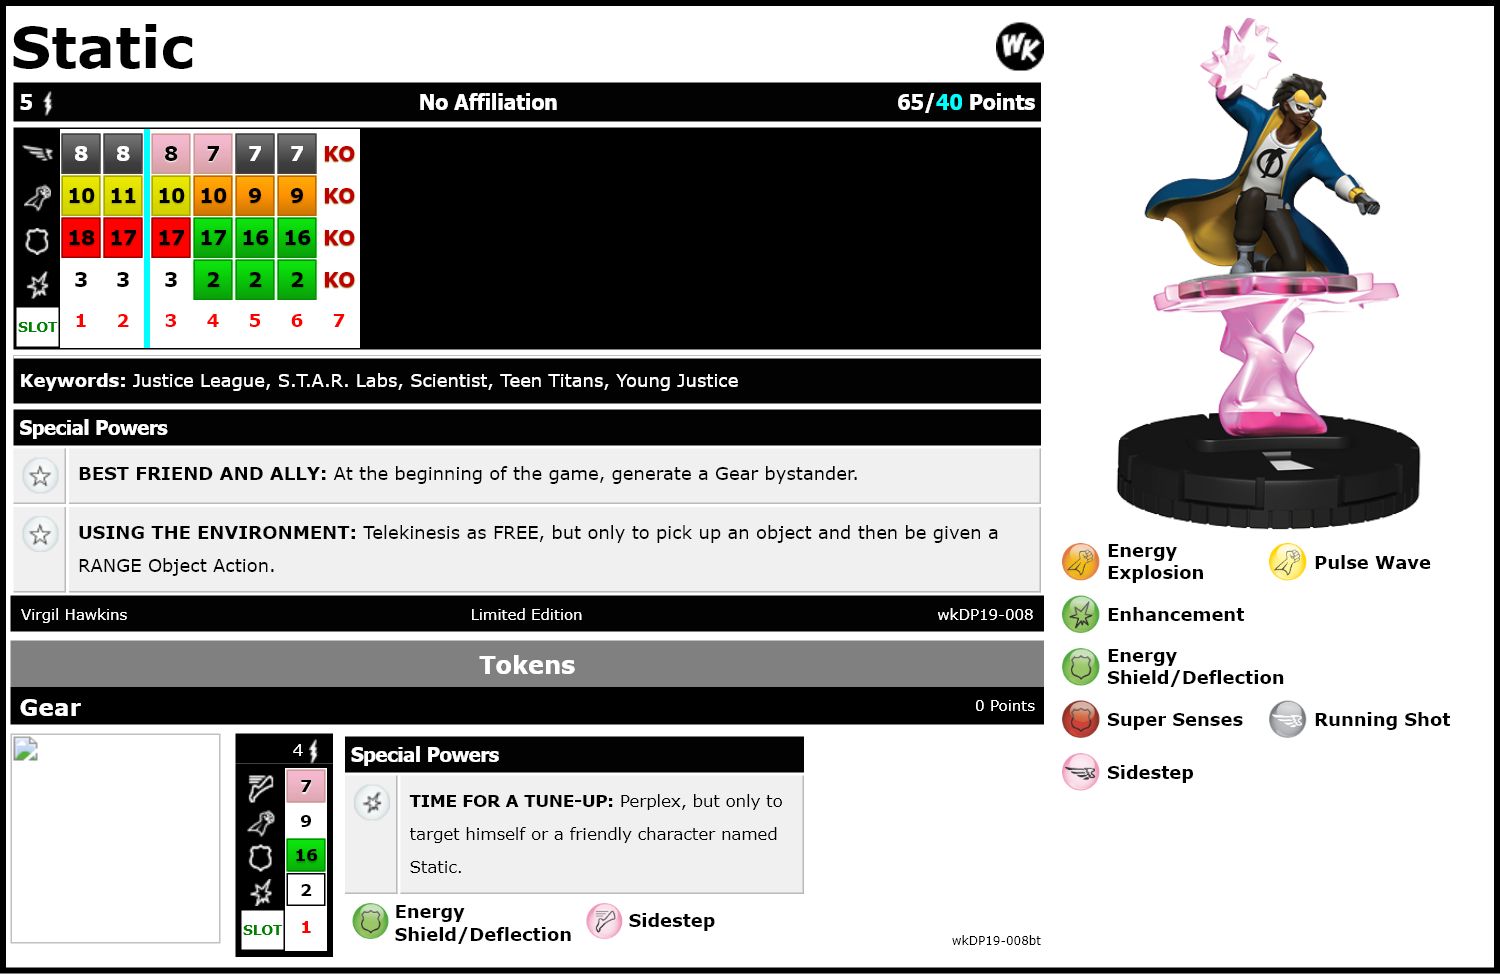 Static
WK
5 No Affiliation 65/40 Points
8 8 8 7 7 7 KO
10 11 10 10 9 9 KO
18 17 17 17 16 16 KO
3 3 3 2 2 2 KO
SLOT 1 2 3 4 5 6 7
Keywords: Justice League, S.T.A.R. Labs, Scientist, Teen Titans, Young Justice
Special Powers
BEST FRIEND AND ALLY: At the beginning of the game, generate a Gear bystander.
USING THE ENVIRONMENT: Telekinesis as FREE, but only to pick up an object and then be given a
RANGE Object Action.
Virgil Hawkins Limited Edition wkDP19-008
Energy
Explosion
Pulse Wave
Enhancement
Energy
Shield/Deflection
Super Senses
Running Shot
Sidestep
Tokens
Gear 0 Points
4
7
9
16
2
SLOT 1
Special Powers
TIME FOR A TUNE-UP: Perplex, but only to
target himself or a friendly character named
Static.
Energy
Shield/Deflection
Sidestep
wkDP19-008bt